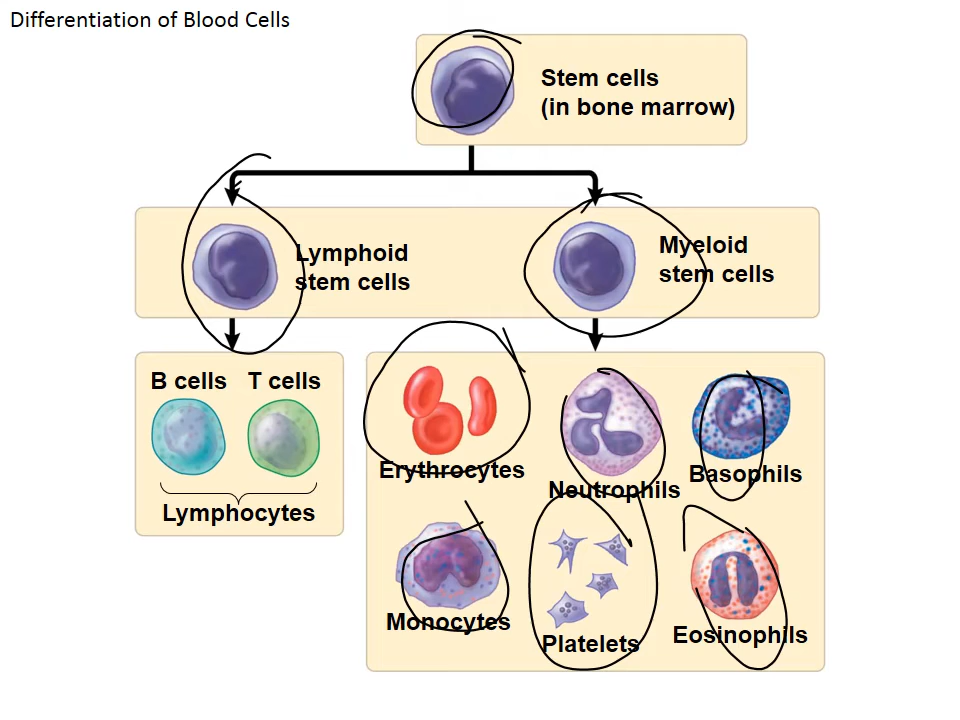 Differentiation of Blood Cells
Stem cells
(in bone marrow)
Lymphoid
stem cells
Myeloid
stem cells
B cells T cells
Lymphocytes
Erythrocytes
Neutrophils
Basophils
Monocytes
Platelets
Eosinophils